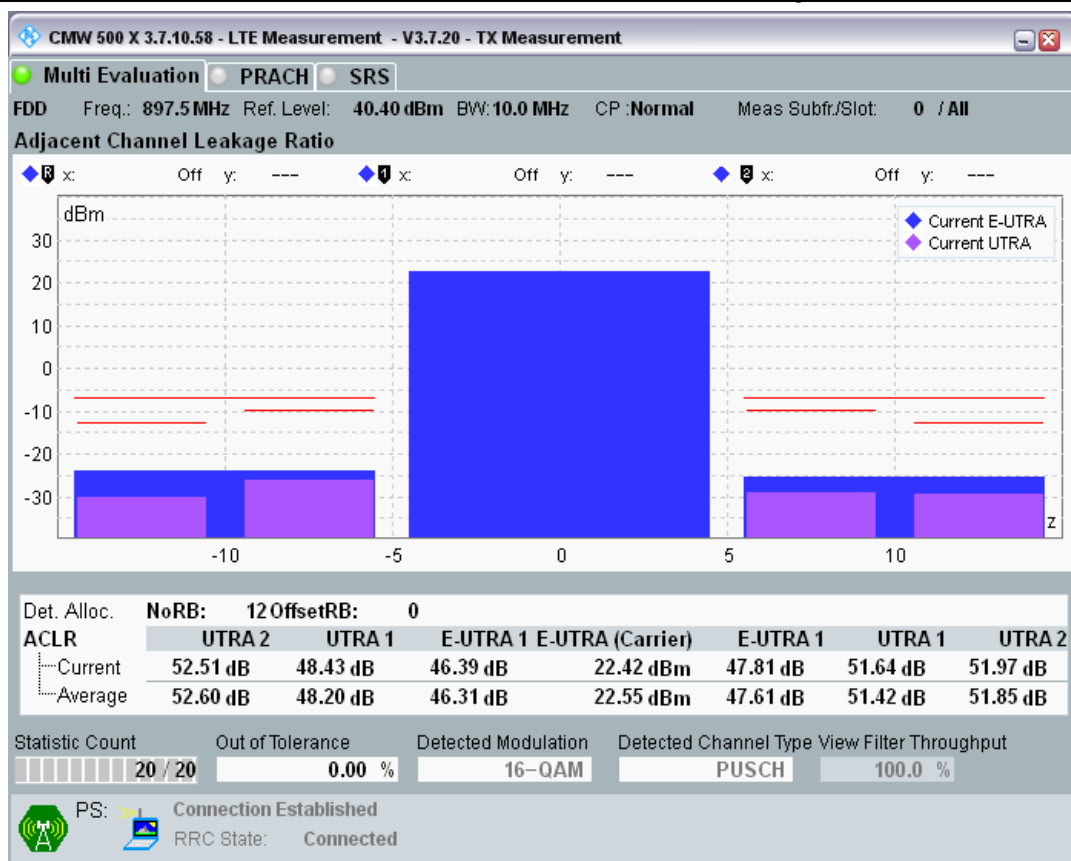 CMW 500 X 3.7.10.58 - LTE Measurement - V3.7.20 - TX Measurement
Multi Evaluation PRACH SRS
FDD Freq.: 897.5 MHz Ref. Level: 40.40 dBm BW: 10.0 MHz CP :Normal Meas Subfr./Slot: 0 / All
Adjacent Channel Leakage Ratio
R x: Off y: --- 1 x: Off y: --- 2 x: Off y: ---
dBm
Current E-UTRA
Current UTRA
30
20
10
0
-10
-20
-30
z
-10 -5 0 5 10
Det. Alloc. NoRB: 12 OffsetRB: 0
ACLR UTRA 2 UTRA 1 E-UTRA 1 E-UTRA (Carrier) E-UTRA 1 UTRA 1 UTRA 2
Current 52.51 dB 48.43 dB 46.39 dB 22.42 dBm 47.81 dB 51.64 dB 51.97 dB
Average 52.60 dB 48.20 dB 46.31 dB 22.55 dBm 47.61 dB 51.42 dB 51.85 dB
Statistic Count Out of Tolerance Detected Modulation Detected Channel Type View Filter Throughput
20 / 20 0.00 % 16-QAM PUSCH 100.0 %
PS: Connection Established
RRC State: Connected